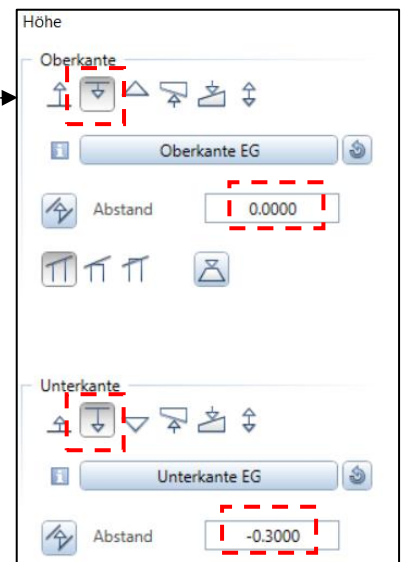 Höhe
Oberkante
Oberkante EG
Abstand 0.0000
Unterkante
Unterkante EG
Abstand -0.3000